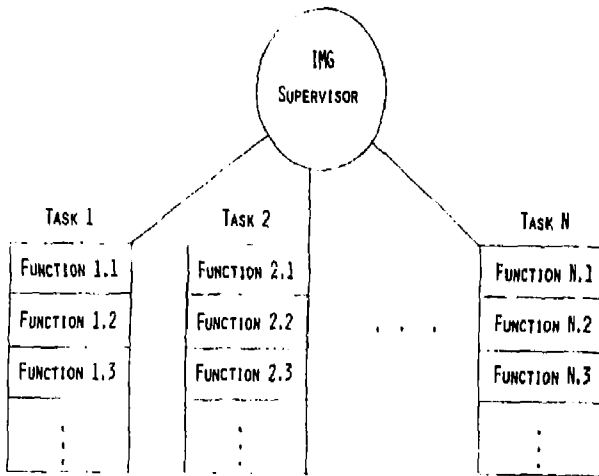 IMG
SUPERVISOR
TASK 1
TASK 2
TASK N
FUNCTION 1.1
FUNCTION 2.1
FUNCTION N.1
FUNCTION 1.2
FUNCTION 2.2
. . .
FUNCTION N.2
FUNCTION 1.3
FUNCTION 2.3
FUNCTION N.3